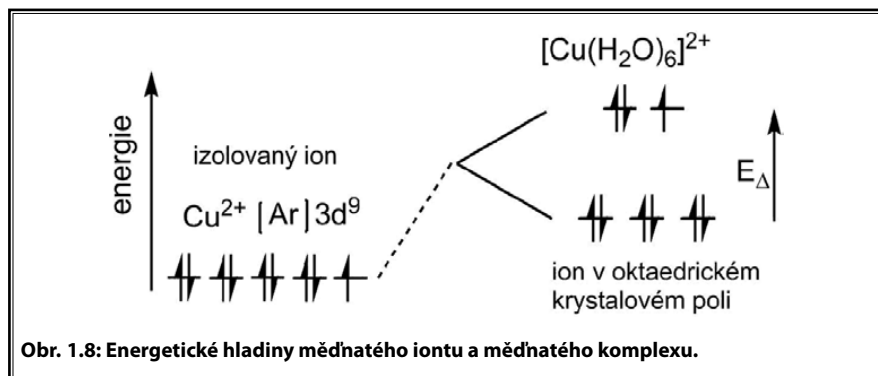 [Cu(H₂O)₆]²⁺
energie
izolovaný ion
Cu²⁺ [Ar]3d⁹
E_Δ
ion v oktaedrickém
krystalovém poli
Obr. 1.8: Energetické hladiny měďnatého iontu a měďnatého komplexu.